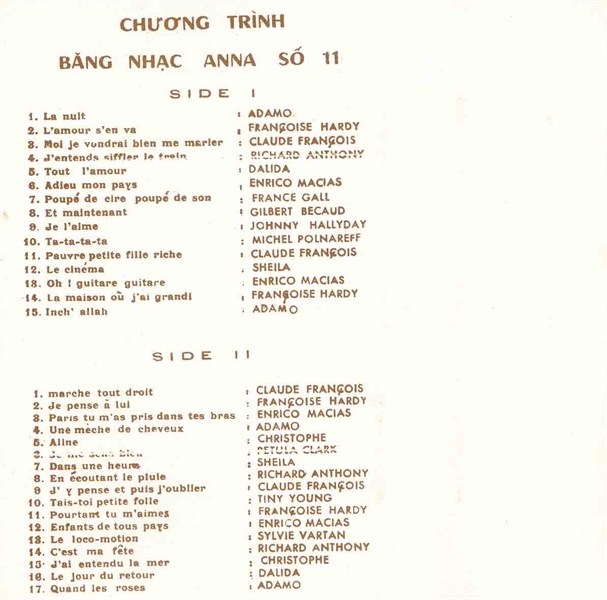 CHƯƠNG TRÌNH
BĂNG NHẠC ANNA SỐ 11
SIDE I
1. La nuit : ADAMO
2. L'amour s'en va : FRANÇOISE HARDY
3. Moi je vondrai bien me marier : CLAUDE FRANÇOIS
4. J'entends siffler le train : RICHARD ANTHONY
5. Tout l'amour : DALIDA
6. Adieu mon pays : ENRICO MACIAS
7. Poupé de cire poupé de son : FRANCE GALL
8. Et maintenant : GILBERT BECAUD
9. Je l'aime : JOHNNY HALLYDAY
10. Ta-ta-ta-ta : MICHEL POLNAREFF
11. Pauvre petite fille riche : CLAUDE FRANÇOIS
12. Le cinéma : SHEILA
13. Oh ! guitare guitare : ENRICO MACIAS
14. La maison où j'ai grandi : FRANÇOISE HARDY
15. Inch' allah : ADAMO
SIDE II
1. marche tout droit : CLAUDE FRANÇOIS
2. Je pense à lui : FRANÇOISE HARDY
3. Paris tu m'as pris dans tes bras : ENRICO MACIAS
4. Une mèche de cheveux : ADAMO
5. Aline : CHRISTOPHE
6. Je me sens bien : PETULA CLARK
7. Dans une heure : SHEILA
8. En écoutant le pluie : RICHARD ANTHONY
9 J' y pense et puis j'oublier : CLAUDE FRANÇOIS
10. Tais-toi petite folle : TINY YOUNG
11. Pourtant tu m'aimes : FRANÇOISE HARDY
12. Enfants de tous pays : ENRICO MACIAS
13. Le loco-motion : SYLVIE VARTAN
14. C'est ma fête : RICHARD ANTHONY
15. J'ai entendu la mer : CHRISTOPHE
16. Le jour du retour : DALIDA
17. Quand les roses : ADAMO